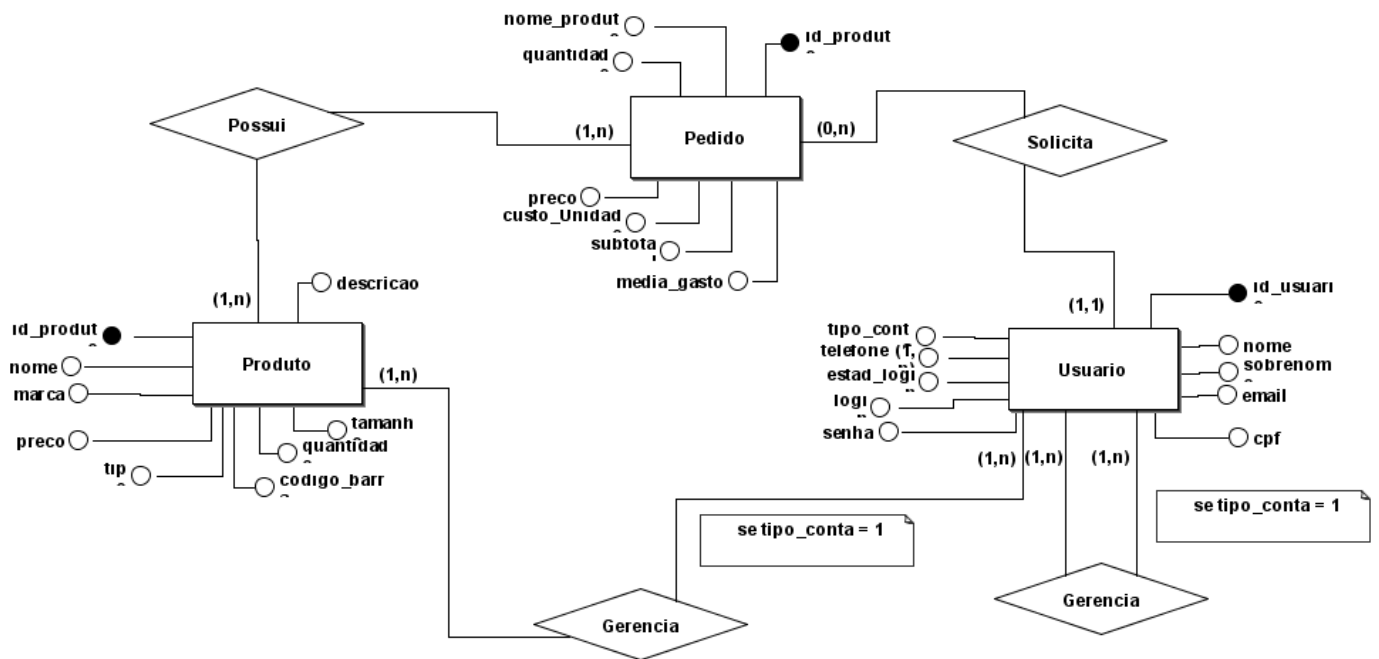 nome_produt
id_produt
quantidad
Possui
(1,n)
Pedido
(0,n)
Solicita
preco
custo_Unidad
subtota
media_gasto
(1,n)
descricao
(1,1)
id_usuari
id_produt
Produto
nome
(1,n)
marca
preco
tamanh
quantidad
tip
codigo_barr
tipo_cont
telefone (1,
estad_logi
logi
senha
Usuario
nome
sobrenom
email
cpf
(1,n)
(1,n)
(1,n)
se tipo_conta = 1
se tipo_conta = 1
Gerencia
Gerencia